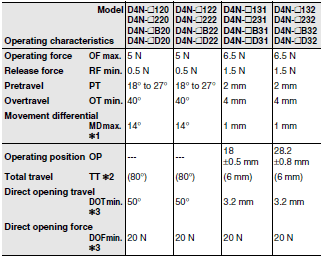 Model D4N-□120 D4N-□122 D4N-□131 D4N-□132
D4N-□220 D4N-□222 D4N-□231 D4N-□232
D4N-□B20 D4N-□B22 D4N-□B31 D4N-□B32
Operating characteristics D4N-□D20 D4N-□D22 D4N-□D31 D4N-□D32
Operating force OF max. 5 N 5 N 6.5 N 6.5 N
Release force RF min. 0.5 N 0.5 N 1.5 N 1.5 N
Pretravel PT 18° to 27° 18° to 27° 2 mm 2 mm
Overtravel OT min. 40° 40° 4 mm 4 mm
Movement differential
MD max. 14° 14° 1 mm 1 mm
*1
Operating position OP --- --- 18 ±0.5 mm 28.2 ±0.8 mm
Total travel TT *2 (80°) (80°) (6 mm) (6 mm)
Direct opening travel
DOT min. 50° 50° 3.2 mm 3.2 mm
*3
Direct opening force
DOF min. 20 N 20 N 20 N 20 N
*3